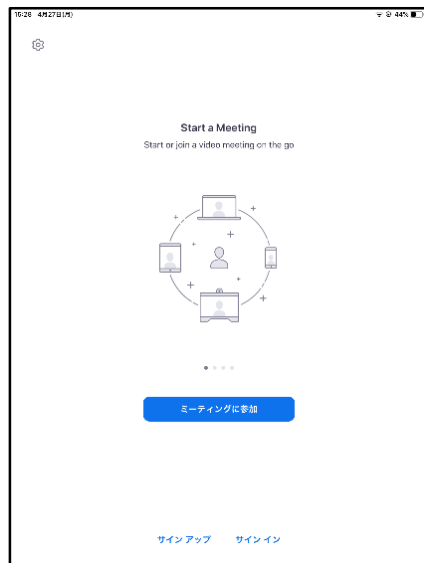 15:28 4月27日(月)
44%
Start a Meeting
Start or join a video meeting on the go
ミーティングに参加
サイン アップ サイン イン